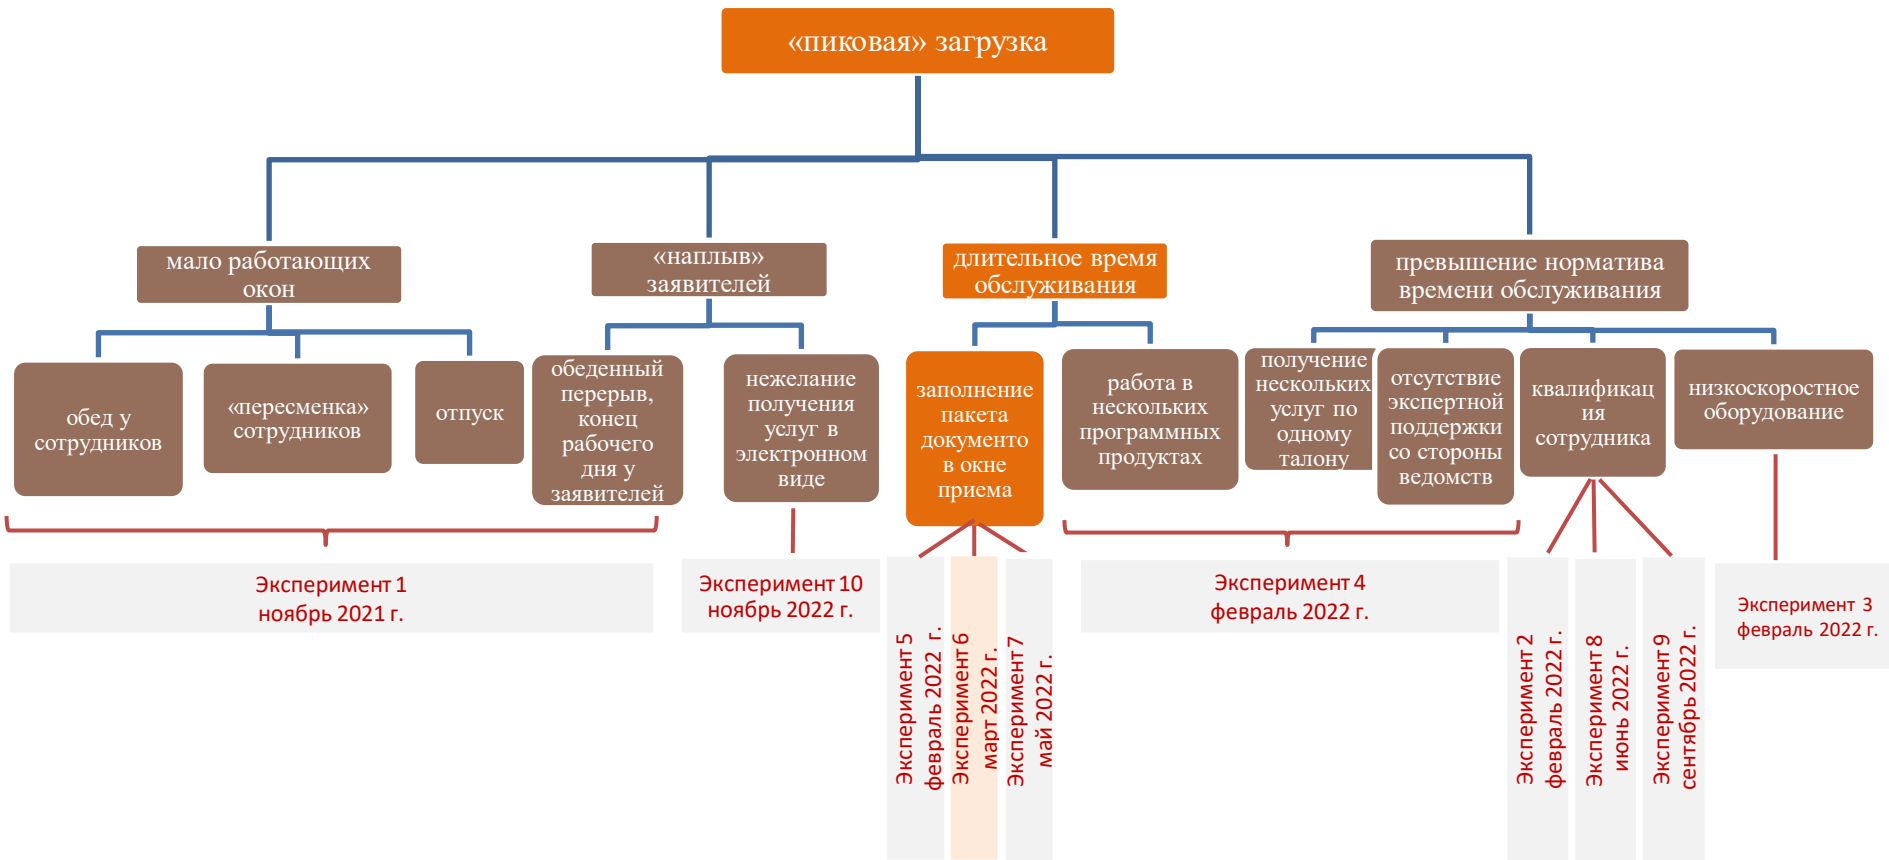 «пиковая» загрузка
мало работающих
окон
«наплыв»
заявителей
длительное время
обслуживания
превышение норматива
времени обслуживания
обед у
сотрудников
«пересменка»
сотрудников
отпуск
обеденный
перерыв,
конец
рабочего
дня у
заявителей
нежелание
получения
услуг в
электронном
виде
заполнение
пакета
документо
в окне
приема
работа в
нескольких
программных
продуктах
получение
нескольких
услуг по
одному
талону
отсутствие
экспертной
поддержки
со стороны
ведомств
квалификац
ия
сотрудника
низкоскоростное
оборудование
Эксперимент 1
ноябрь 2021 г.
Эксперимент 10
ноябрь 2022 г.
Эксперимент 5
февраль 2022 г.
Эксперимент 6
март 2022 г.
Эксперимент 7
май 2022 г.
Эксперимент 4
февраль 2022 г.
Эксперимент 2
февраль 2022 г.
Эксперимент 8
июнь 2022 г.
Эксперимент 9
сентябрь 2022 г.
Эксперимент 3
февраль 2022 г.